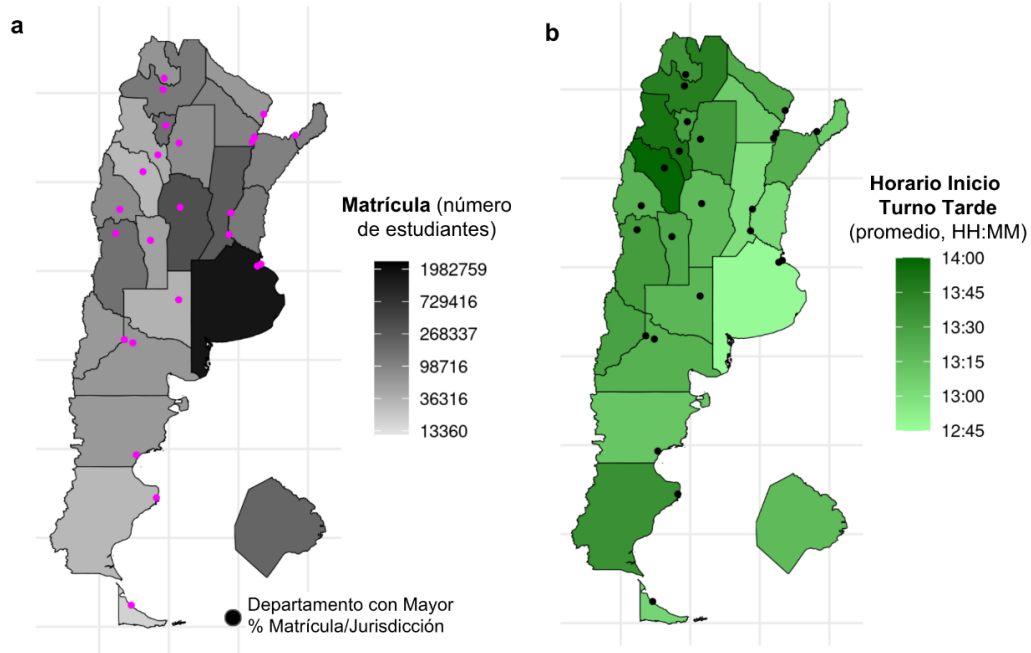 a
Matrícula (número
de estudiantes)
1982759
729416
268337
98716
36316
13360
Departamento con Mayor
% Matrícula/Jurisdicción
b
Horario Inicio
Turno Tarde
(promedio, HH:MM)
14:00
13:45
13:30
13:15
13:00
12:45